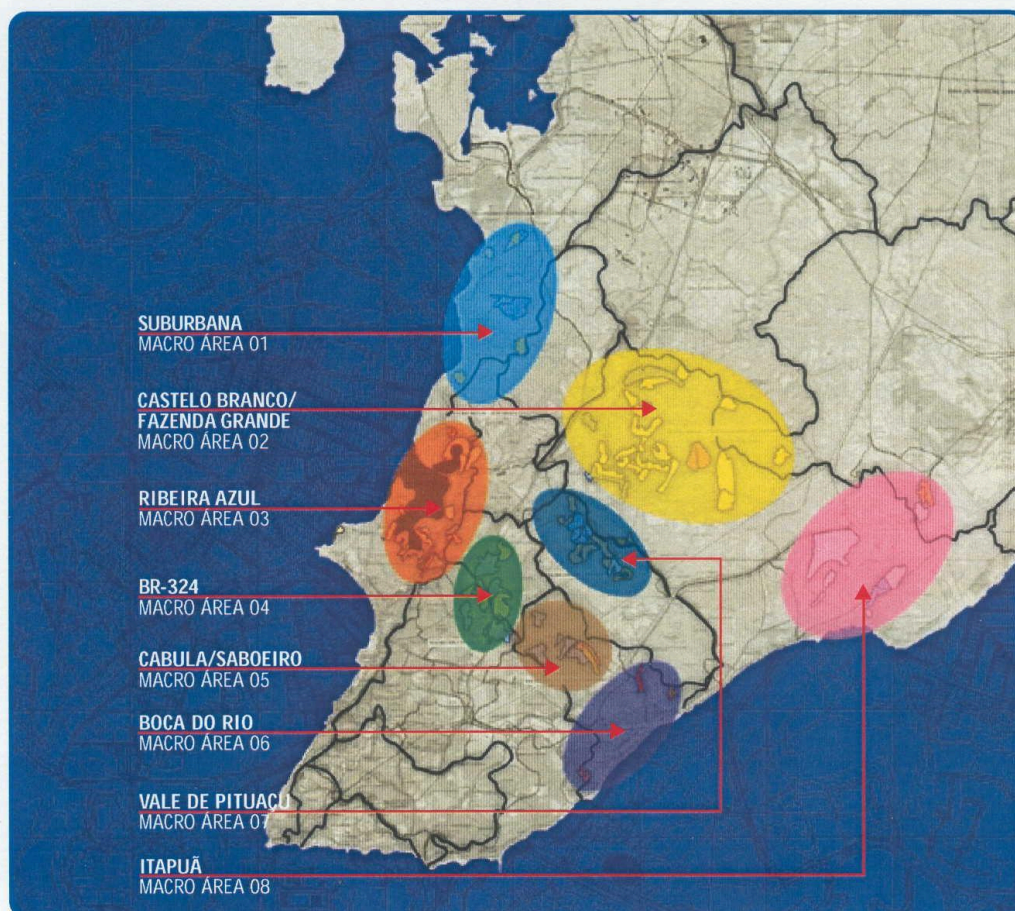 SUBURBANA
MACRO ÁREA 01
CASTELO BRANCO/
FAZENDA GRANDE
MACRO ÁREA 02
RIBEIRA AZUL
MACRO ÁREA 03
BR-324
MACRO ÁREA 04
CABULA/SABOEIRO
MACRO ÁREA 05
BOCA DO RIO
MACRO ÁREA 06
VALE DE PITUAÇU
MACRO ÁREA 07
ITAPUÃ
MACRO ÁREA 08